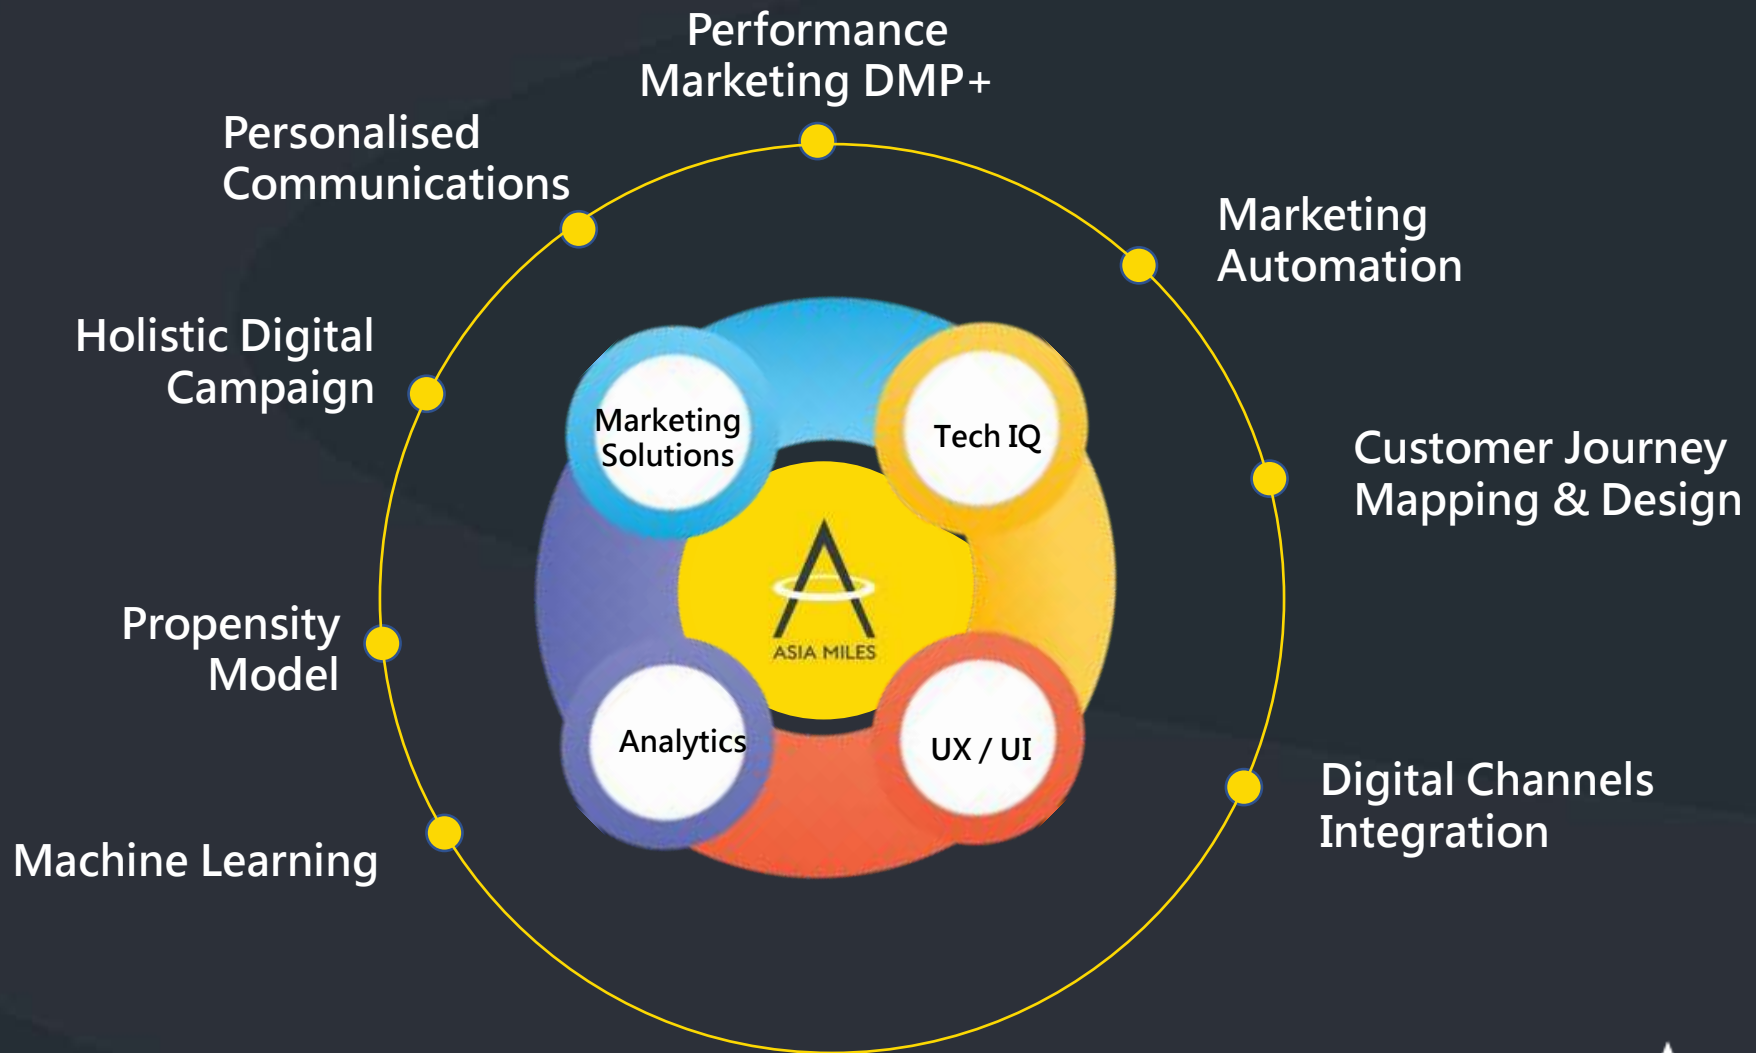 Performance
Marketing DMP+
Personalised
Communications
Marketing
Automation
Holistic Digital
Campaign
Marketing
Solutions
Tech IQ
Customer Journey
Mapping & Design
ASIA MILES
Propensity
Model
Analytics
UX / UI
Digital Channels
Integration
Machine Learning